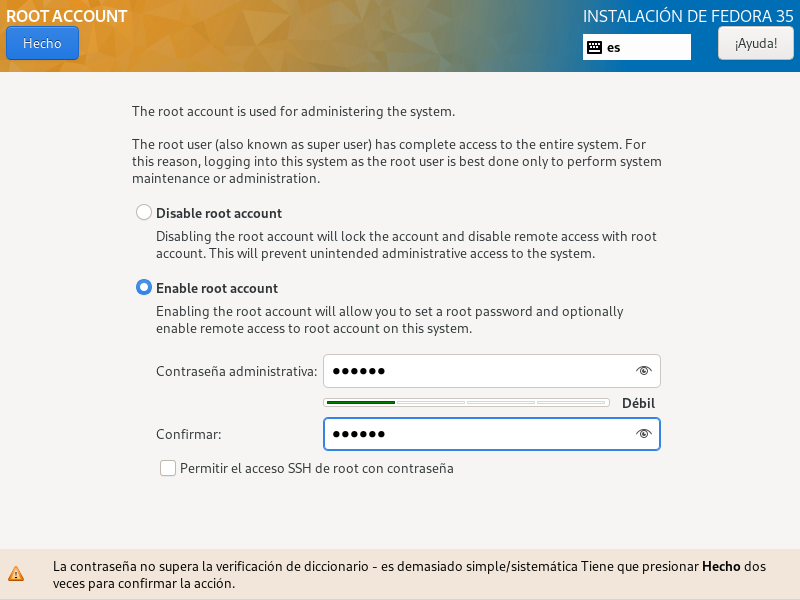 ROOT ACCOUNT
INSTALACIÓN DE FEDORA 35
Hecho
es
¡Ayuda!
The root account is used for administering the system.
The root user (also known as super user) has complete access to the entire system. For
this reason, logging into this system as the root user is best done only to perform system
maintenance or administration.
Disable root account
Disabling the root account will lock the account and disable remote access with root
account. This will prevent unintended administrative access to the system.
Enable root account
Enabling the root account will allow you to set a root password and optionally
enable remote access to root account on this system.
Contraseña administrativa: ●●●●●●
Débil
Confirmar: ●●●●●●
Permitir el acceso SSH de root con contraseña
La contraseña no supera la verificación de diccionario - es demasiado simple/sistemática Tiene que presionar Hecho dos
veces para confirmar la acción.